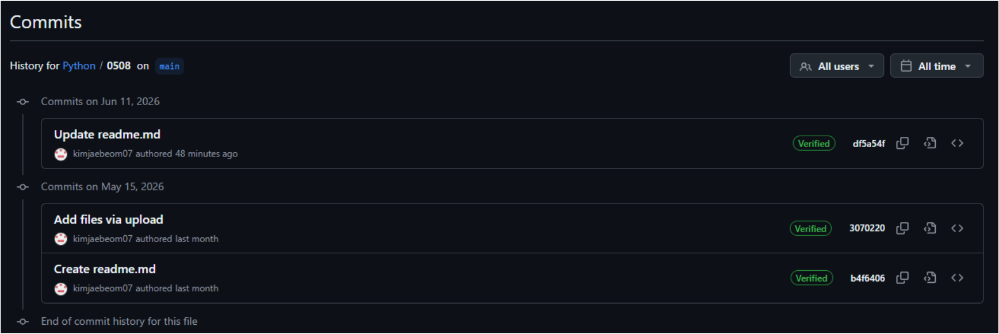 Commits
History for Python / 0508 on main
All users
All time
Commits on Jun 11, 2026
Update readme.md
kimjaebeom07 authored 48 minutes ago
Verified
df5a54f
Commits on May 15, 2026
Add files via upload
kimjaebeom07 authored last month
Verified
3070220
Create readme.md
kimjaebeom07 authored last month
Verified
b4f6406
End of commit history for this file